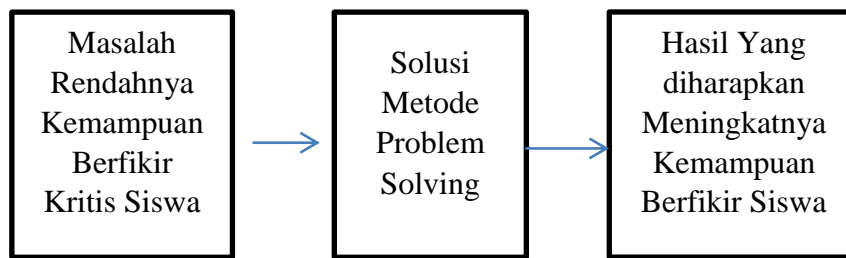 Masalah
Rendahnya
Kemampuan
Berfikir
Kritis Siswa
Solusi
Metode
Problem
Solving
Hasil Yang
diharapkan
Meningkatnya
Kemampuan
Berfikir Siswa